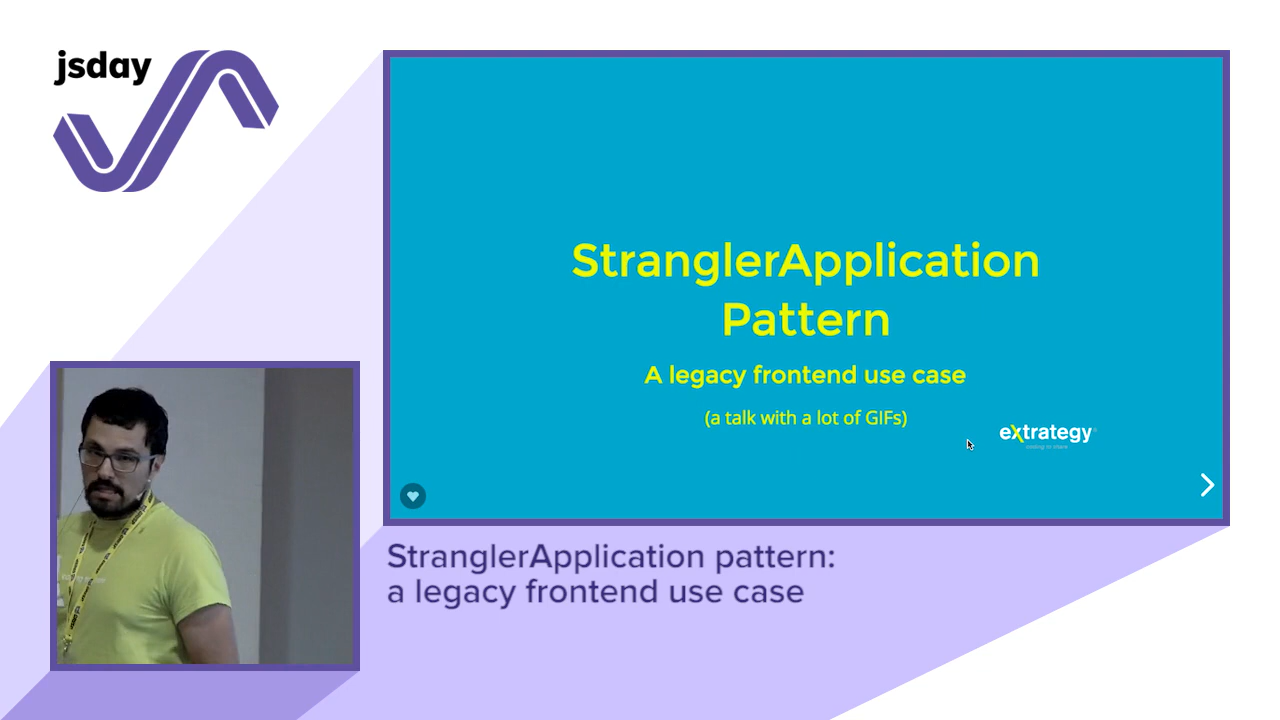 jsday
StranglerApplication
Pattern
A legacy frontend use case
(a talk with a lot of GIFs)
extrategy
StranglerApplication pattern:
a legacy frontend use case